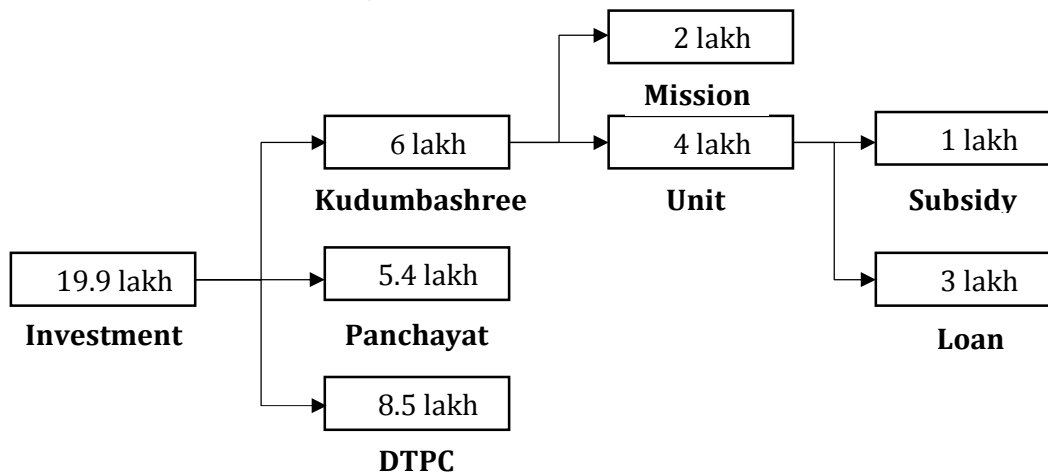 2 lakh
Mission
6 lakh
4 lakh
1 lakh
Kudumbashree
Unit
Subsidy
19.9 lakh
5.4 lakh
3 lakh
Investment
Panchayat
Loan
8.5 lakh
DTPC